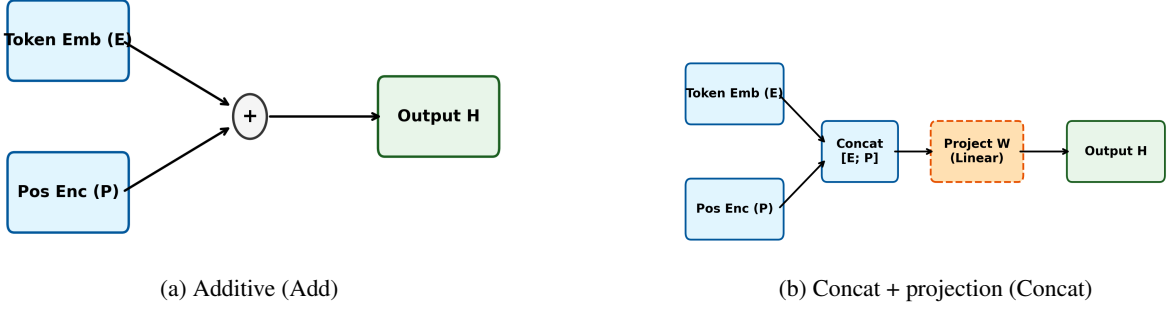 Token Emb (E)
+
Output H
Pos Enc (P)
(a) Additive (Add)
Token Emb (E)
Concat
[E; P]
Project W
(Linear)
Output H
Pos Enc (P)
(b) Concat + projection (Concat)